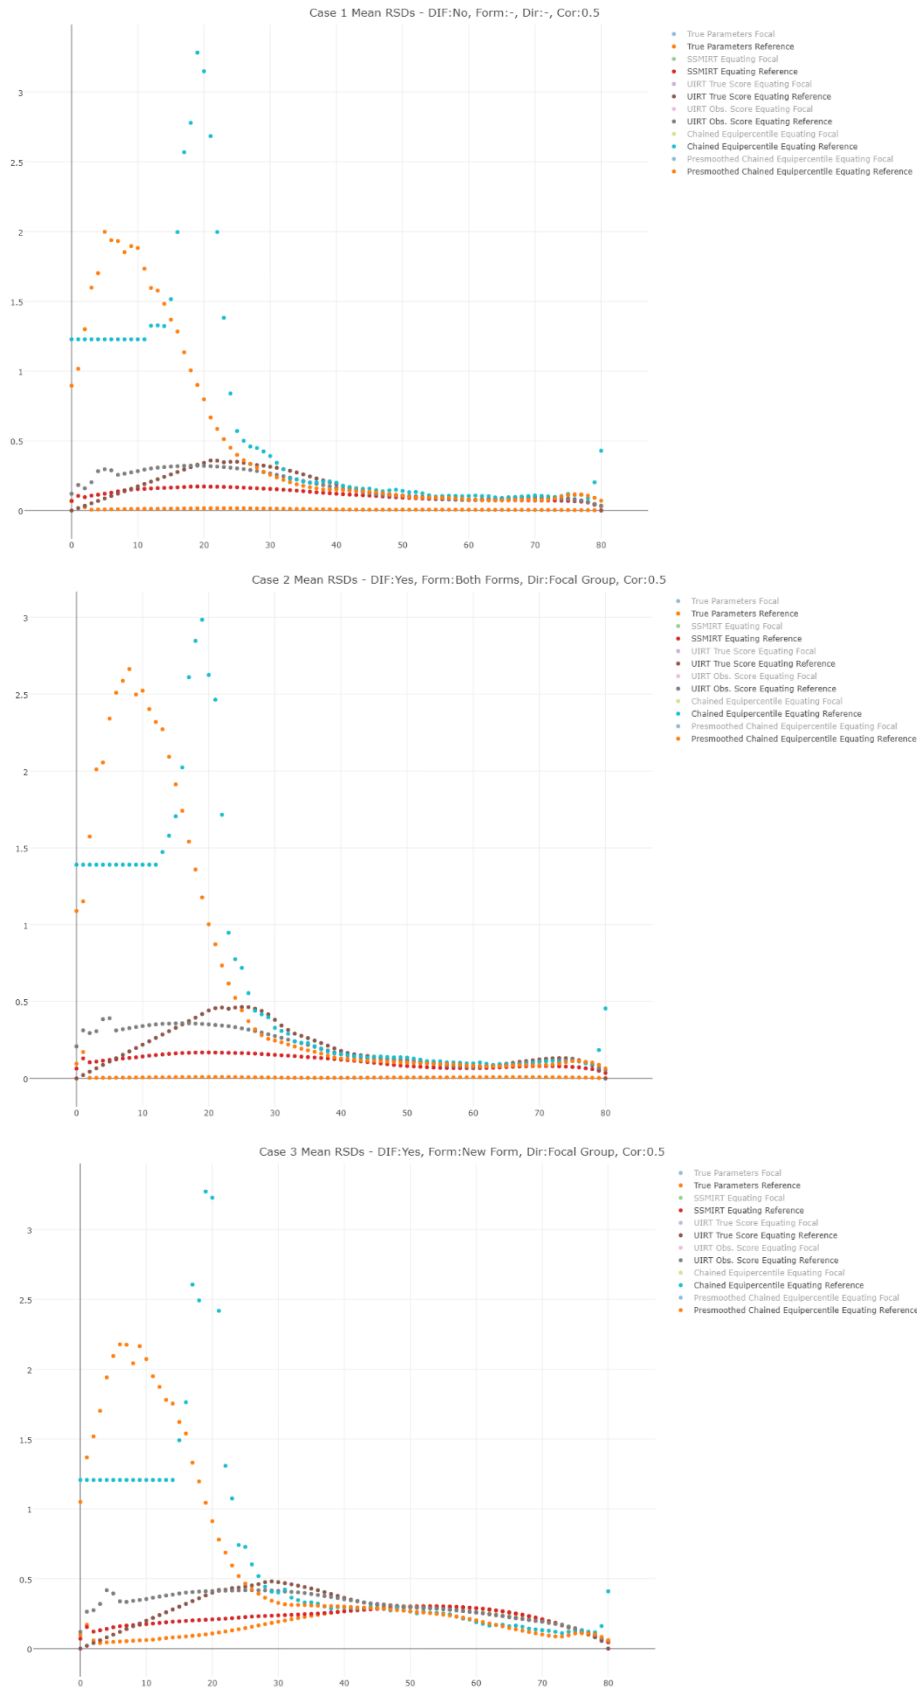 Case 1 Mean RSDs - DIF:No, Form:-, Dir:-, Cor:0.5
True Parameters Focal
True Parameters Reference
SSMIRT Equating Focal
SSMIRT Equating Reference
UIRT True Score Equating Focal
UIRT True Score Equating Reference
UIRT Obs. Score Equating Focal
UIRT Obs. Score Equating Reference
Chained Equipercentile Equating Focal
Chained Equipercentile Equating Reference
Presmoothed Chained Equipercentile Equating Focal
Presmoothed Chained Equipercentile Equating Reference
3
2.5
2
1.5
1
0.5
0
0 10 20 30 40 50 60 70 80
Case 2 Mean RSDs - DIF:Yes, Form:Both Forms, Dir:Focal Group, Cor:0.5
True Parameters Focal
True Parameters Reference
SSMIRT Equating Focal
SSMIRT Equating Reference
UIRT True Score Equating Focal
UIRT True Score Equating Reference
UIRT Obs. Score Equating Focal
UIRT Obs. Score Equating Reference
Chained Equipercentile Equating Focal
Chained Equipercentile Equating Reference
Presmoothed Chained Equipercentile Equating Focal
Presmoothed Chained Equipercentile Equating Reference
3
2.5
2
1.5
1
0.5
0
0 10 20 30 40 50 60 70 80
Case 3 Mean RSDs - DIF:Yes, Form:New Form, Dir:Focal Group, Cor:0.5
True Parameters Focal
True Parameters Reference
SSMIRT Equating Focal
SSMIRT Equating Reference
UIRT True Score Equating Focal
UIRT True Score Equating Reference
UIRT Obs. Score Equating Focal
UIRT Obs. Score Equating Reference
Chained Equipercentile Equating Focal
Chained Equipercentile Equating Reference
Presmoothed Chained Equipercentile Equating Focal
Presmoothed Chained Equipercentile Equating Reference
3
2.5
2
1.5
1
0.5
0
0 10 20 30 40 50 60 70 80